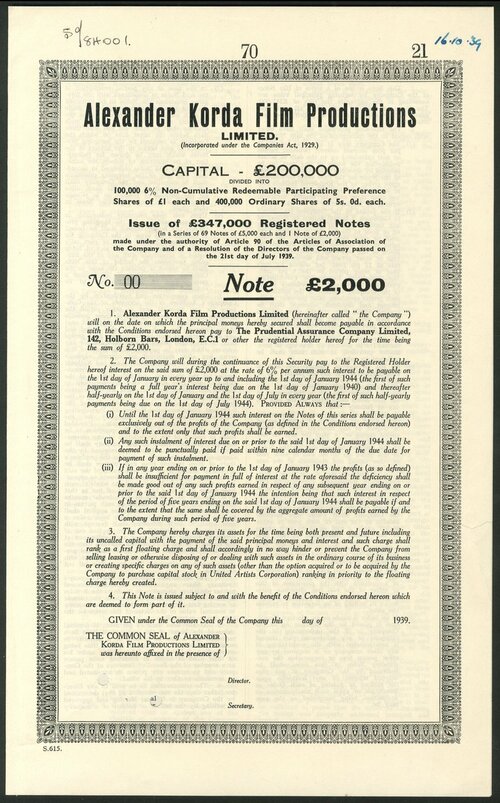 59/8H001.
16·10·39
70
21
Alexander Korda Film Productions
LIMITED.
(Incorporated under the Companies Act, 1929.)
CAPITAL - £200,000
DIVIDED INTO
100,000 6% Non-Cumulative Redeemable Participating Preference
Shares of £1 each and 400,000 Ordinary Shares of 5s. 0d. each.
Issue of £347,000 Registered Notes
(in a Series of 69 Notes of £5,000 each and 1 Note of £2,000)
made under the authority of Article 90 of the Articles of Association of
the Company and of a Resolution of the Directors of the Company passed on
the 21st day of July 1939.
No. 00 Note £2,000
1. Alexander Korda Film Productions Limited (hereinafter called "the Company")
will on the date on which the principal moneys hereby secured shall become payable in accordance
with the Conditions endorsed hereon pay to The Prudential Assurance Company Limited,
142, Holborn Bars, London, E.C.1 or other the registered holder hereof for the time being
the sum of £2,000.
2. The Company will during the continuance of this Security pay to the Registered Holder
hereof interest on the said sum of £2,000 at the rate of 6% per annum such interest to be payable on
the 1st day of January in every year up to and including the 1st day of January 1944 (the first of such
payments being a full year's interest being due on the 1st day of January 1940) and thereafter
half-yearly on the 1st day of January and the 1st day of July in every year (the first of such half-yearly
payments being due on the 1st day of July 1944). PROVIDED ALWAYS that :—
(i) Until the 1st day of January 1944 such interest on the Notes of this series shall be payable
exclusively out of the profits of the Company (as defined in the Conditions endorsed hereon)
and to the extent only that such profits shall be earned.
(ii) Any such instalment of interest due on or prior to the said 1st day of January 1944 shall be
deemed to be punctually paid if paid within nine calendar months of the due date for
payment of such instalment.
(iii) If in any year ending on or prior to the 1st day of January 1943 the profits (as so defined)
shall be insufficient for payment in full of interest at the rate aforesaid the deficiency shall
be made good out of any such profits earned in respect of any subsequent year ending on or
prior to the said 1st day of January 1944 the intention being that such interest in respect
of the period of five years ending on the said 1st day of January 1944 shall be payable if and
to the extent that the same shall be covered by the aggregate amount of profits earned by the
Company during such period of five years.
3. The Company hereby charges its assets for the time being both present and future including
its uncalled capital with the payment of the said principal moneys and interest and such charge shall
rank as a first floating charge and shall accordingly in no way hinder or prevent the Company from
selling leasing or otherwise disposing of or dealing with such assets in the ordinary course of its business
or creating specific charges on any of such assets (other than the option acquired or to be acquired by the
Company to purchase capital stock in United Artists Corporation) ranking in priority to the floating
charge hereby created.
4. This Note is issued subject to and with the benefit of the Conditions endorsed hereon which
are deemed to form part of it.
GIVEN under the Common Seal of the Company this day of 1939.
THE COMMON SEAL of ALEXANDER
KORDA FILM PRODUCTIONS LIMITED
was hereunto affixed in the presence of
Director.
Secretary.
S.615.